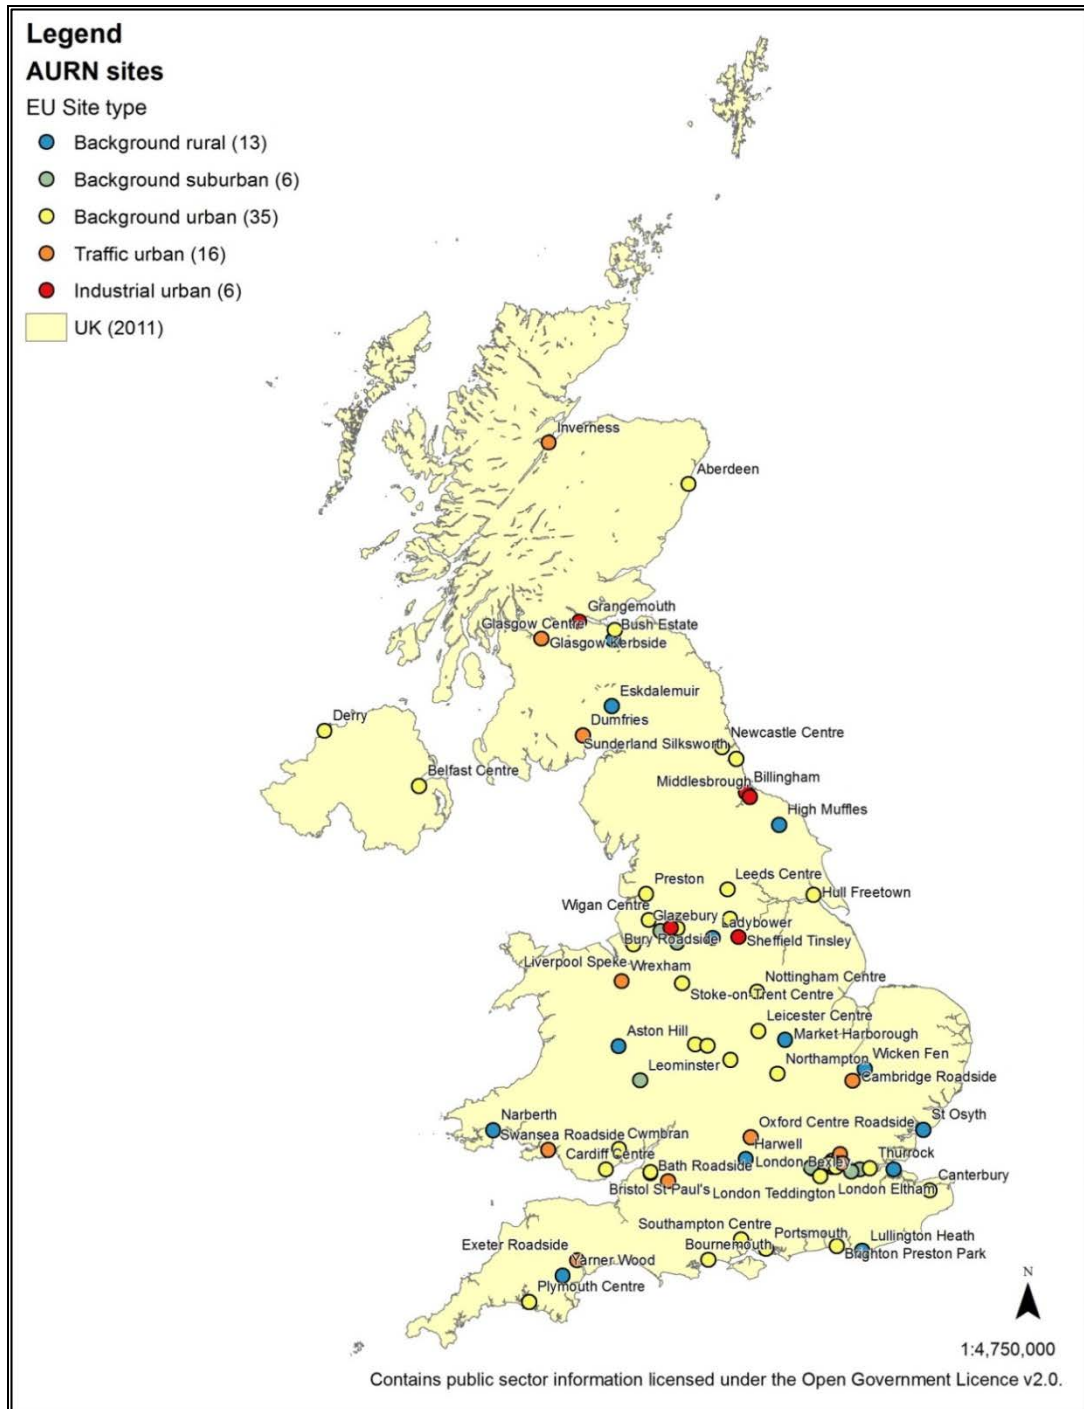 Legend
AURN sites
EU Site type
Background rural (13)
Background suburban (6)
Background urban (35)
Traffic urban (16)
Industrial urban (6)
UK (2011)
Inverness
Aberdeen
Grangemouth
Glasgow Centre
Bush Estate
Glasgow Kerbside
Eskdalemuir
Derry
Dumfries
Newcastle Centre
Sunderland Silksworth
Belfast Centre
Middlesbrough
Billingham
High Muffles
Preston
Leeds Centre
Hull Freetown
Wigan Centre
Glazebury
Ladybower
Bury Roadside
Sheffield Tinsley
Liverpool Speke
Wrexham
Nottingham Centre
Stoke-on-Trent Centre
Leicester Centre
Aston Hill
Market Harborough
Leominster
Northampton
Wicken Fen
Cambridge Roadside
Narberth
St Osyth
Oxford Centre Roadside
Swansea Roadside
Cwmbran
Harwell
Cardiff Centre
London Bexley
Thurrock
Bath Roadside
Canterbury
Bristol St Paul's
London Teddington
London Eltham
Southampton Centre
Portsmouth
Lullington Heath
Exeter Roadside
Bournemouth
Brighton Preston Park
Yarner Wood
Plymouth Centre
N
1:4,750,000
Contains public sector information licensed under the Open Government Licence v2.0.